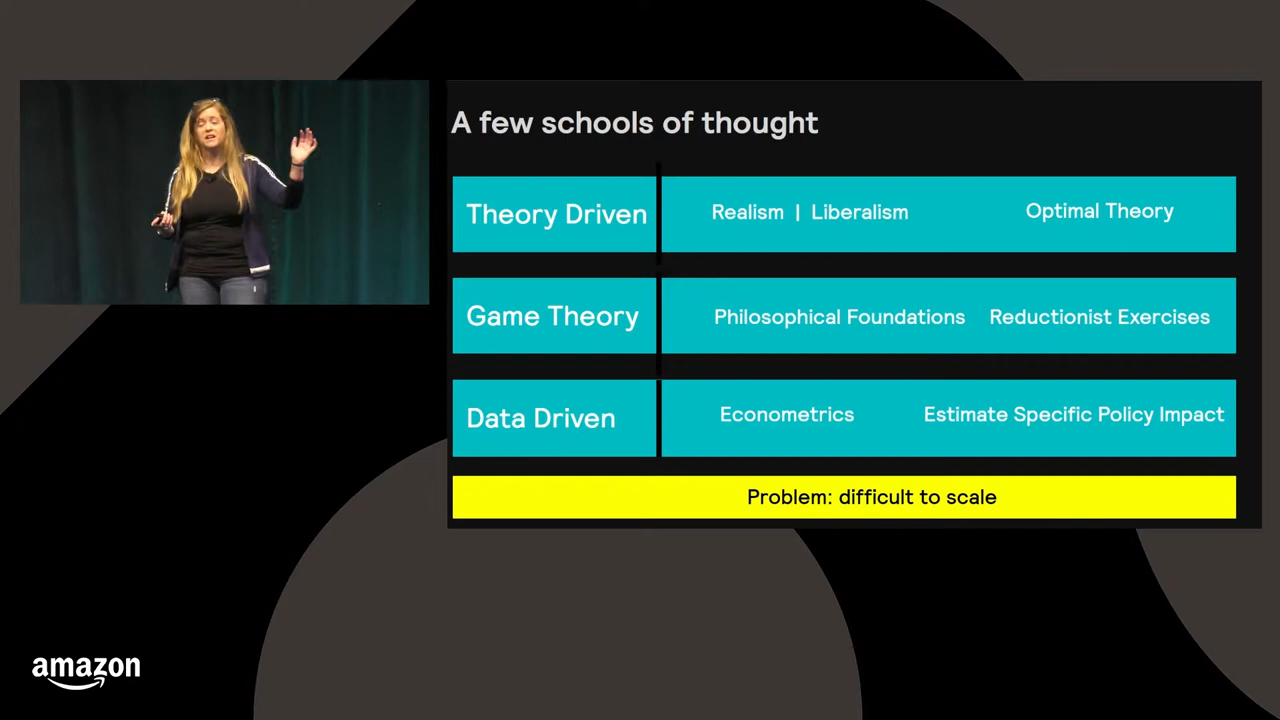 A few schools of thought
Theory Driven
Realism | Liberalism
Optimal Theory
Game Theory
Philosophical Foundations
Reductionist Exercises
Data Driven
Econometrics
Estimate Specific Policy Impact
Problem: difficult to scale
amazon